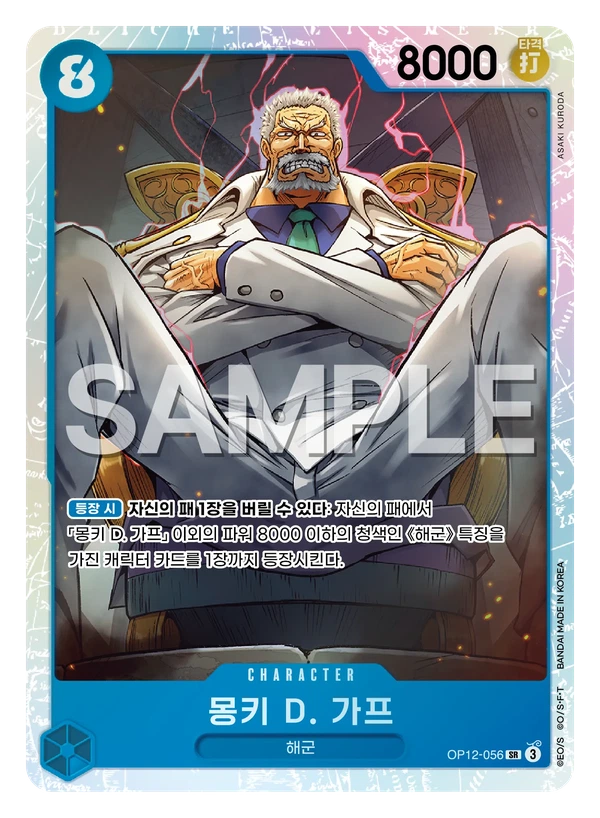 8
8000
타격
打
ASAKI KURODA
SAMPLE
등장 시 자신의 패 1장을 버릴 수 있다: 자신의 패에서
「몽키 D. 가프」 이외의 파워 8000 이하의 청색인 《해군》 특징을
가진 캐릭터 카드를 1장까지 등장시킨다.
CHARACTER
몽키 D. 가프
해군
OP12-056 SR 3
©EO/S ©O/S·F·T BANDAI MADE IN KOREA